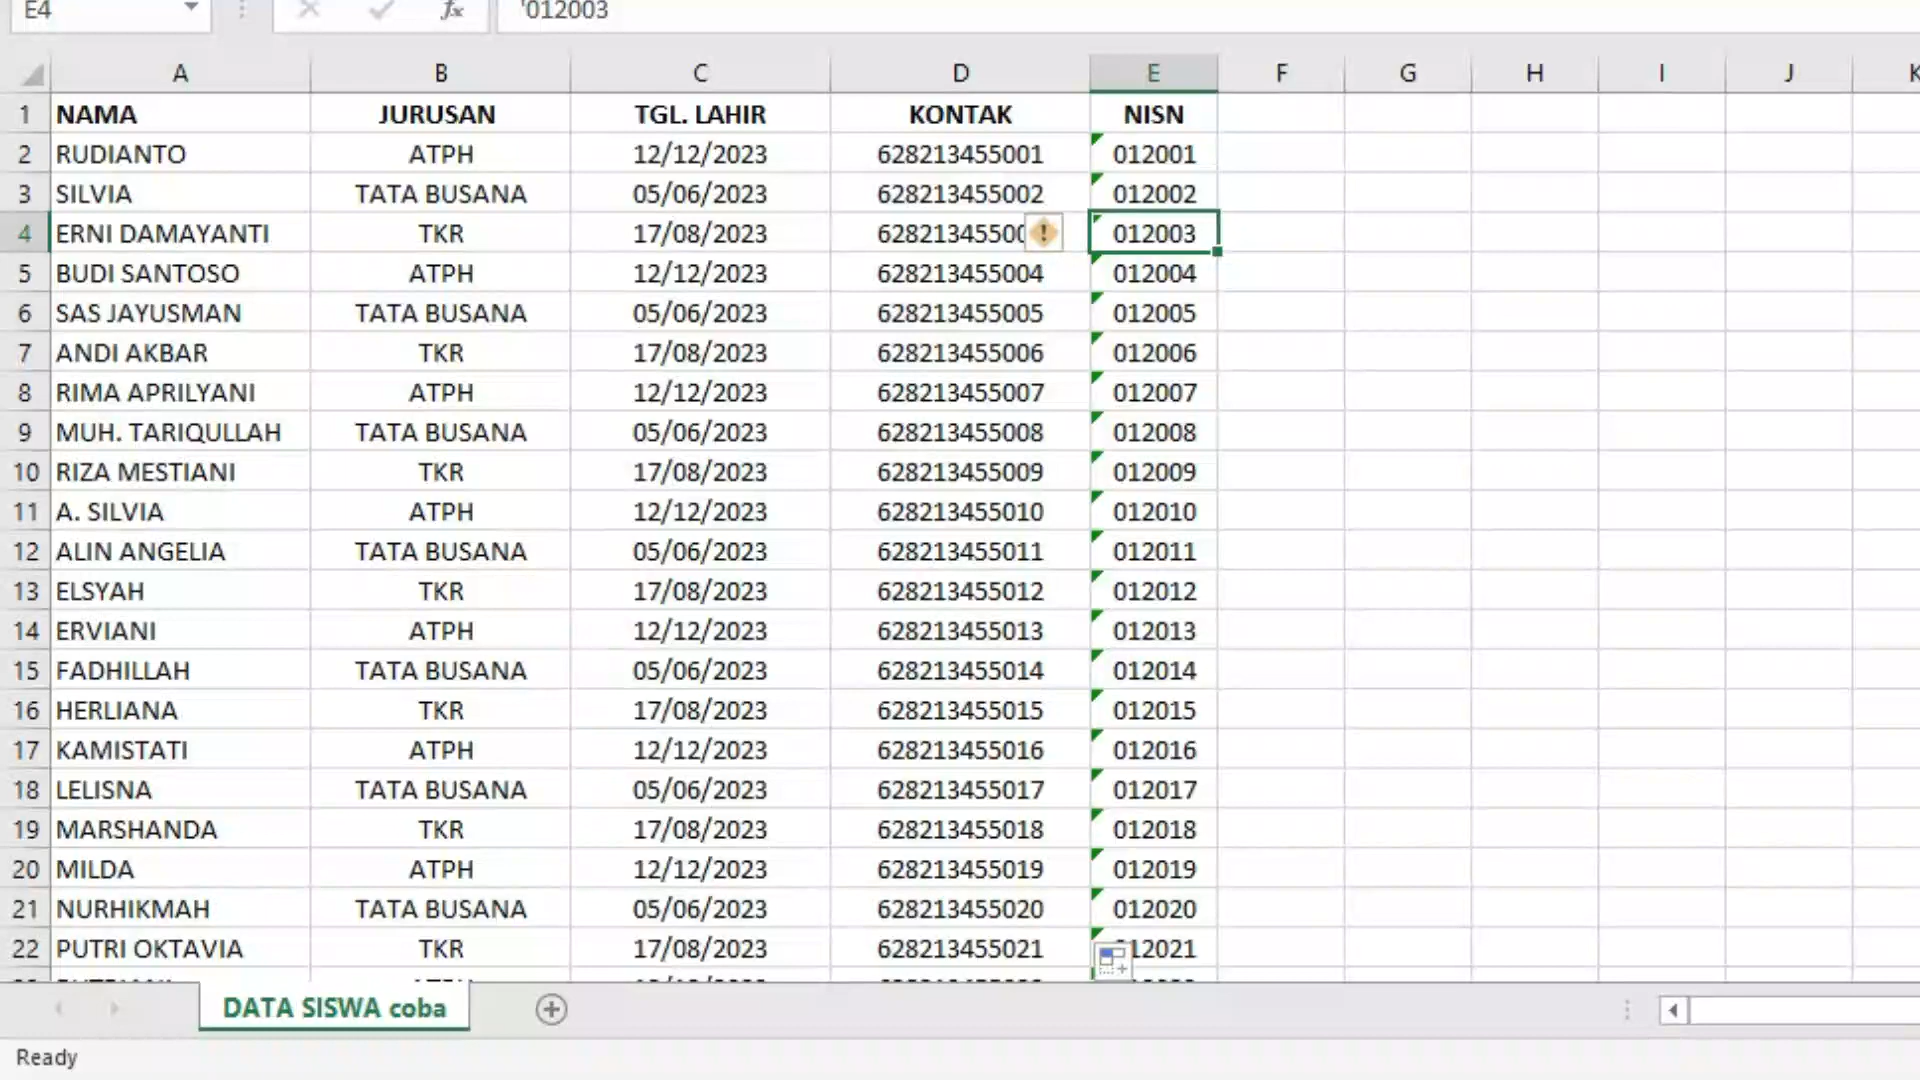 E4 '012003
A B C D E F G H I J K
1 NAMA JURUSAN TGL. LAHIR KONTAK NISN
2 RUDIANTO ATPH 12/12/2023 628213455001 012001
3 SILVIA TATA BUSANA 05/06/2023 628213455002 012002
4 ERNI DAMAYANTI TKR 17/08/2023 62821345500 012003
5 BUDI SANTOSO ATPH 12/12/2023 628213455004 012004
6 SAS JAYUSMAN TATA BUSANA 05/06/2023 628213455005 012005
7 ANDI AKBAR TKR 17/08/2023 628213455006 012006
8 RIMA APRILYANI ATPH 12/12/2023 628213455007 012007
9 MUH. TARIQULLAH TATA BUSANA 05/06/2023 628213455008 012008
10 RIZA MESTIANI TKR 17/08/2023 628213455009 012009
11 A. SILVIA ATPH 12/12/2023 628213455010 012010
12 ALIN ANGELIA TATA BUSANA 05/06/2023 628213455011 012011
13 ELSYAH TKR 17/08/2023 628213455012 012012
14 ERVIANI ATPH 12/12/2023 628213455013 012013
15 FADHILLAH TATA BUSANA 05/06/2023 628213455014 012014
16 HERLIANA TKR 17/08/2023 628213455015 012015
17 KAMISTATI ATPH 12/12/2023 628213455016 012016
18 LELISNA TATA BUSANA 05/06/2023 628213455017 012017
19 MARSHANDA TKR 17/08/2023 628213455018 012018
20 MILDA ATPH 12/12/2023 628213455019 012019
21 NURHIKMAH TATA BUSANA 05/06/2023 628213455020 012020
22 PUTRI OKTAVIA TKR 17/08/2023 628213455021 12021
DATA SISWA coba
Ready